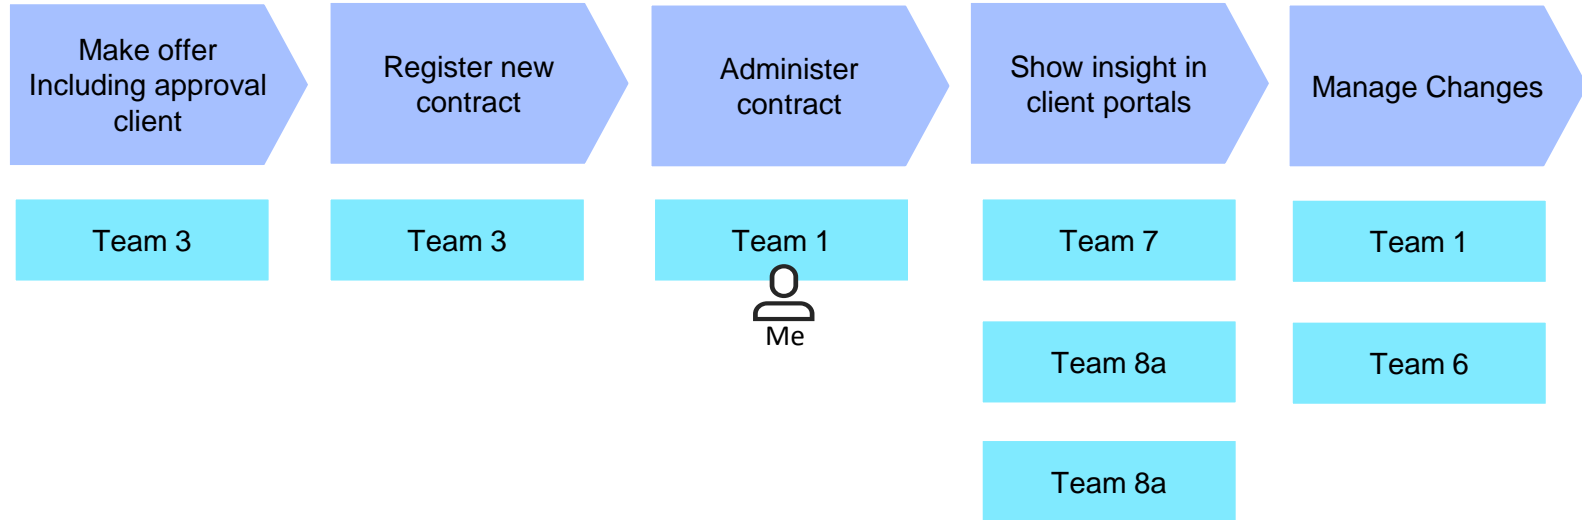 Make offer
Including approval
client
Register new
contract
Administer
contract
Show insight in
client portals
Manage Changes
Team 3
Team 3
Team 1
Team 7
Team 1
Me
Team 8a
Team 6
Team 8a